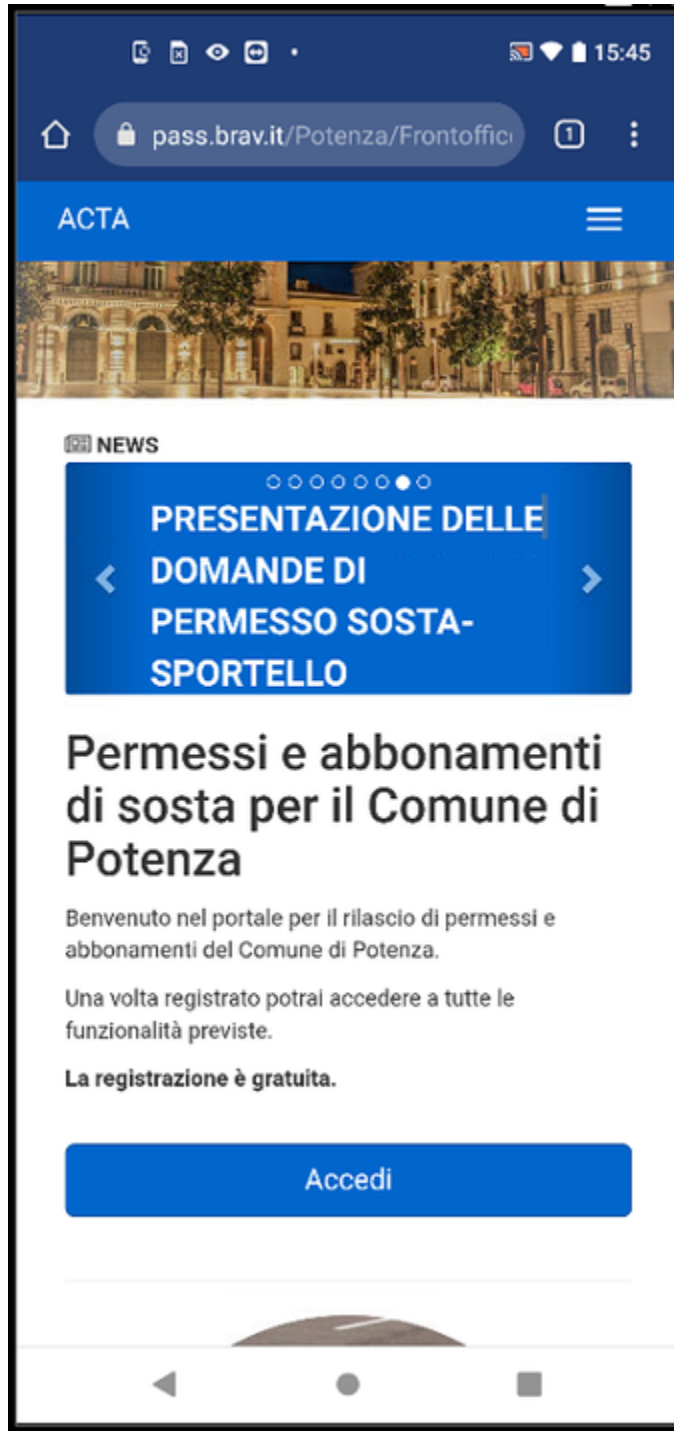 15:45
pass.brav.it/Potenza/Frontoffic
1
ACTA
NEWS
PRESENTAZIONE DELLE
DOMANDE DI
PERMESSO SOSTA-
SPORTELLO
Permessi e abbonamenti
di sosta per il Comune di
Potenza
Benvenuto nel portale per il rilascio di permessi e
abbonamenti del Comune di Potenza.
Una volta registrato potrai accedere a tutte le
funzionalità previste.
La registrazione è gratuita.
Accedi